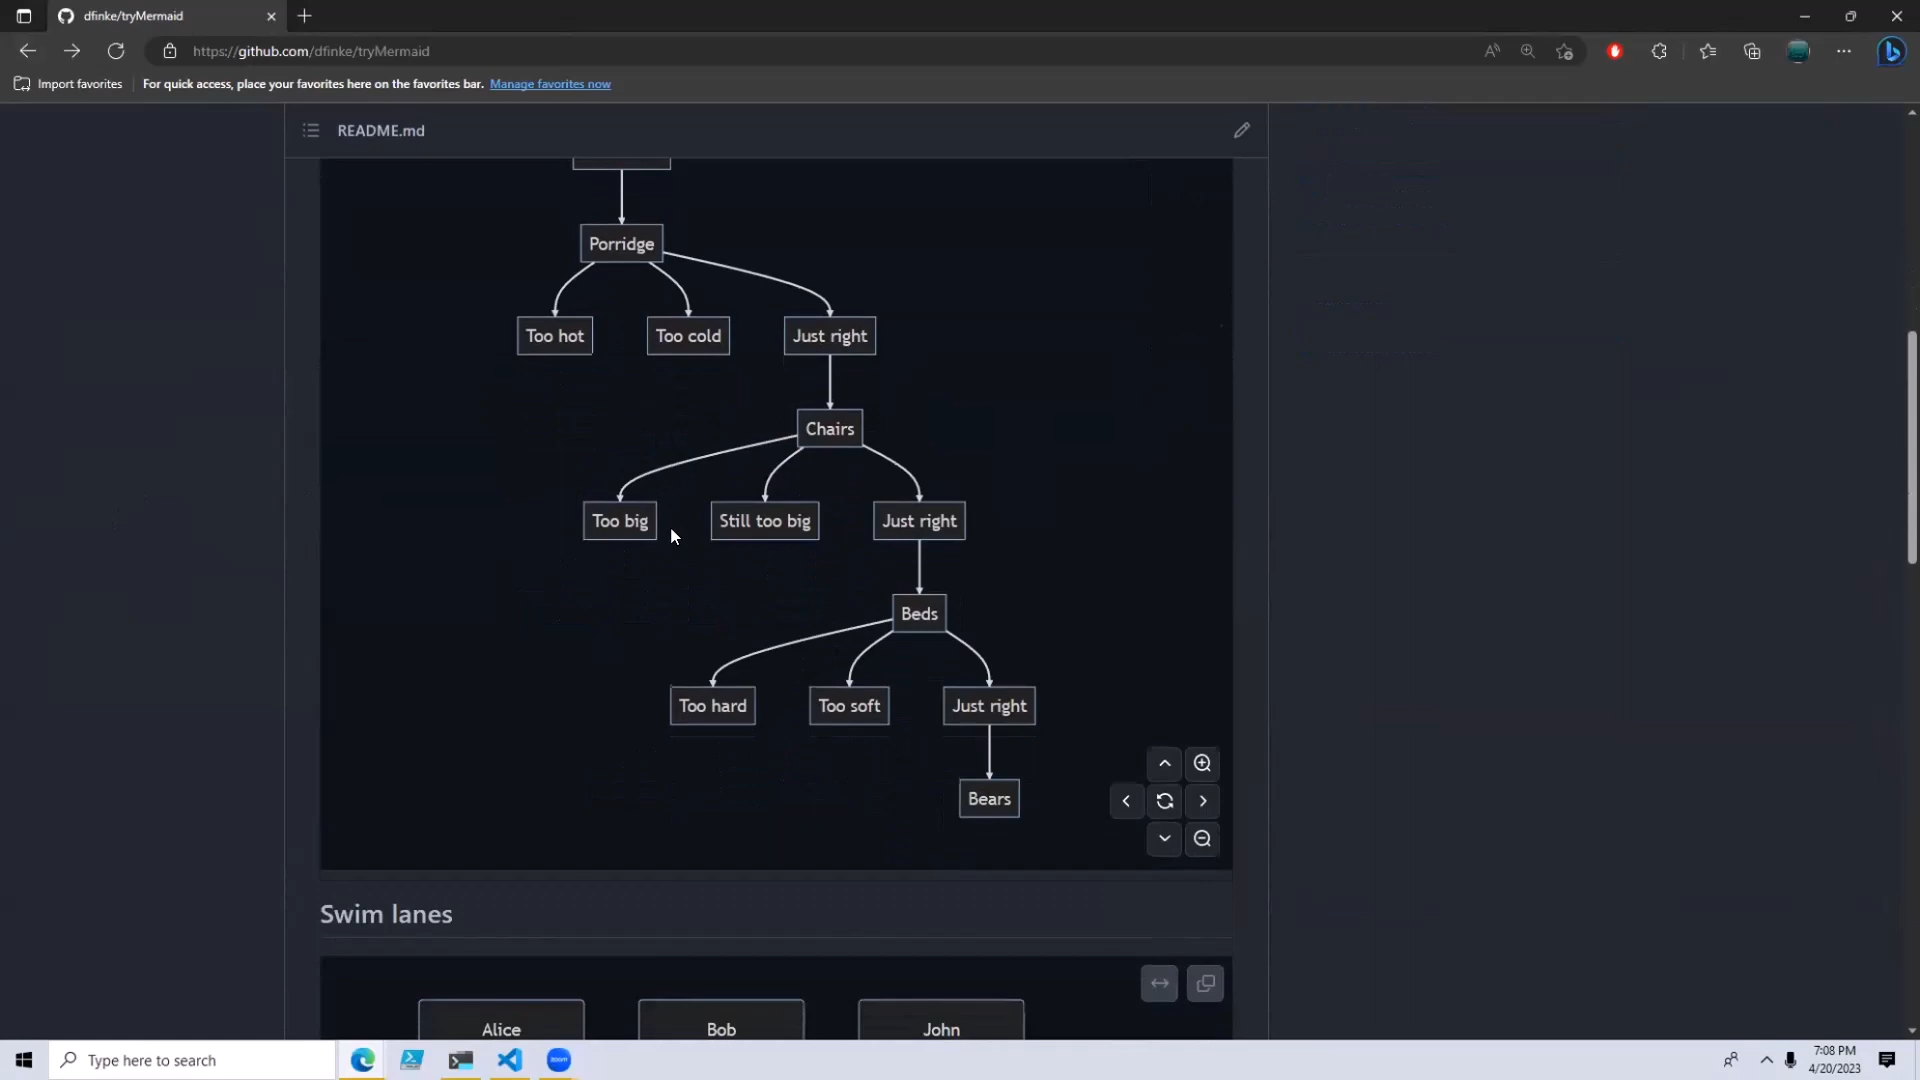 dfinke/tryMermaid
https://github.com/dfinke/tryMermaid
Import favorites
For quick access, place your favorites here on the favorites bar. Manage favorites now
README.md
Porridge
Too hot
Too cold
Just right
Chairs
Too big
Still too big
Just right
Beds
Too hard
Too soft
Just right
Bears
Swim lanes
Alice
Bob
John
Type here to search
zoom
7:08 PM
4/20/2023